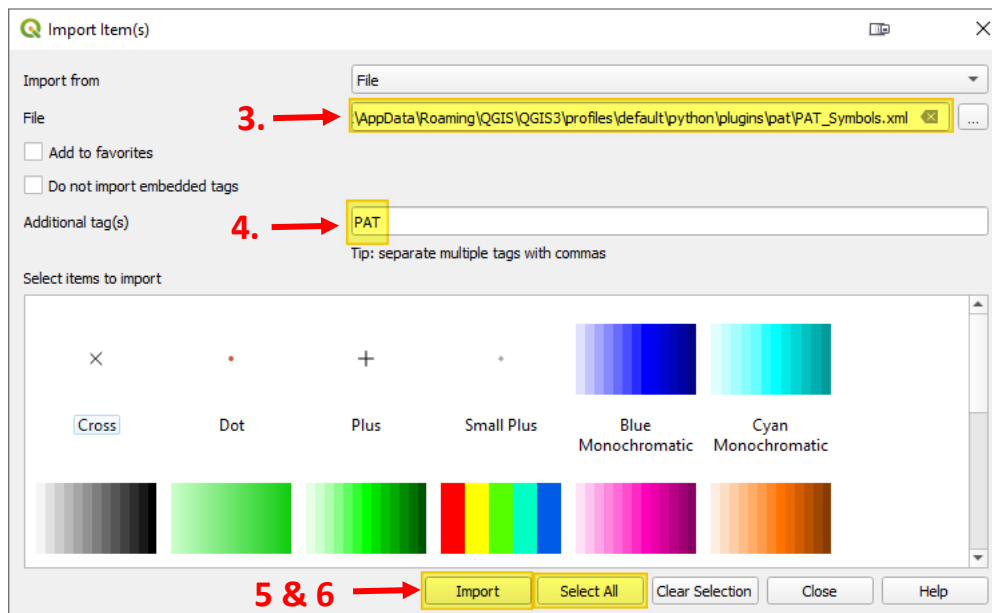 Import Item(s)
Import from
File
File
3.
:\AppData\Roaming\QGIS\QGIS3\profiles\default\python\plugins\pat\PAT_Symbols.xml
...
Add to favorites
Do not import embedded tags
Additional tag(s)
4.
PAT
Tip: separate multiple tags with commas
Select items to import
Cross
Dot
Plus
Small Plus
Blue
Monochromatic
Cyan
Monochromatic
5 & 6
Import
Select All
Clear Selection
Close
Help